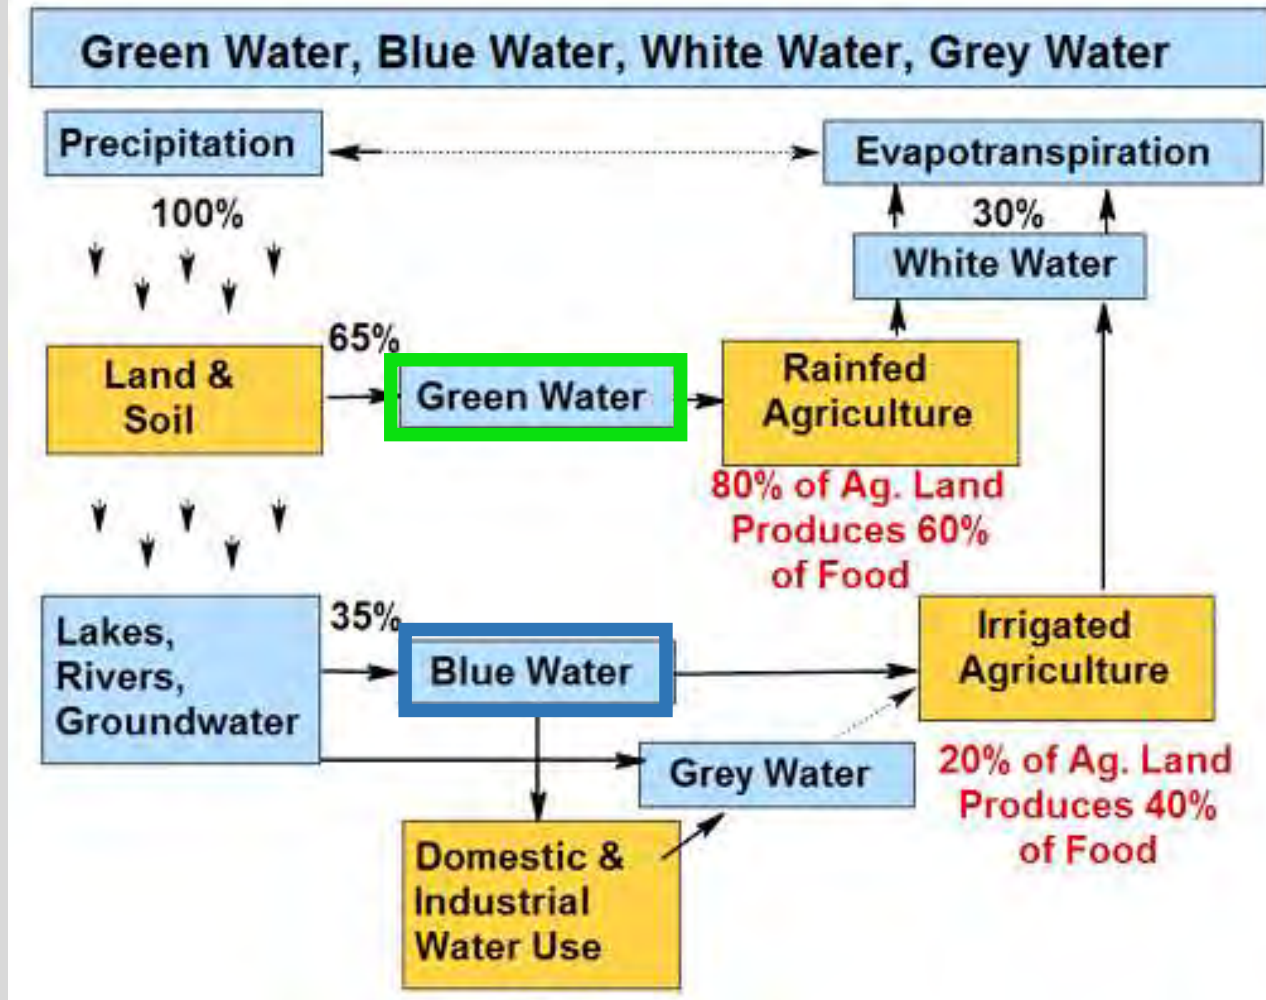 Green Water, Blue Water, White Water, Grey Water
Precipitation
Evapotranspiration
100%
30%
White Water
65%
Land &
Soil
Green Water
Rainfed
Agriculture
80% of Ag. Land
Produces 60%
of Food
Lakes,
Rivers,
Groundwater
35%
Blue Water
Irrigated
Agriculture
Grey Water
20% of Ag. Land
Produces 40%
of Food
Domestic &
Industrial
Water Use